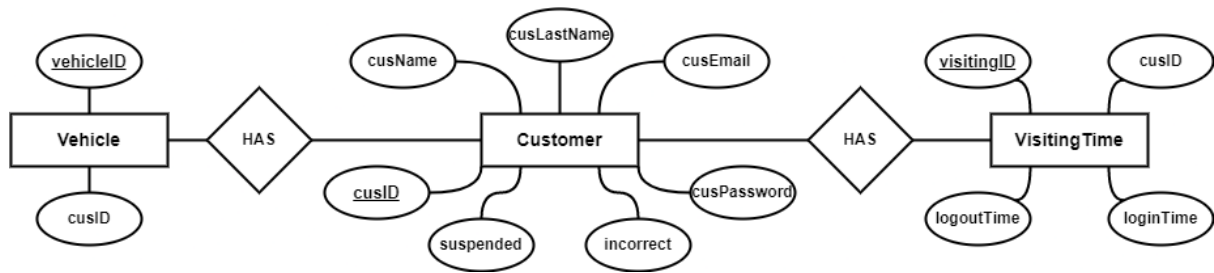 cusLastName
vehicleID
cusName
cusEmail
visitingID
cusID
Vehicle
HAS
Customer
HAS
VisitingTime
cusID
cusID
cusPassword
logoutTime
loginTime
suspended
incorrect